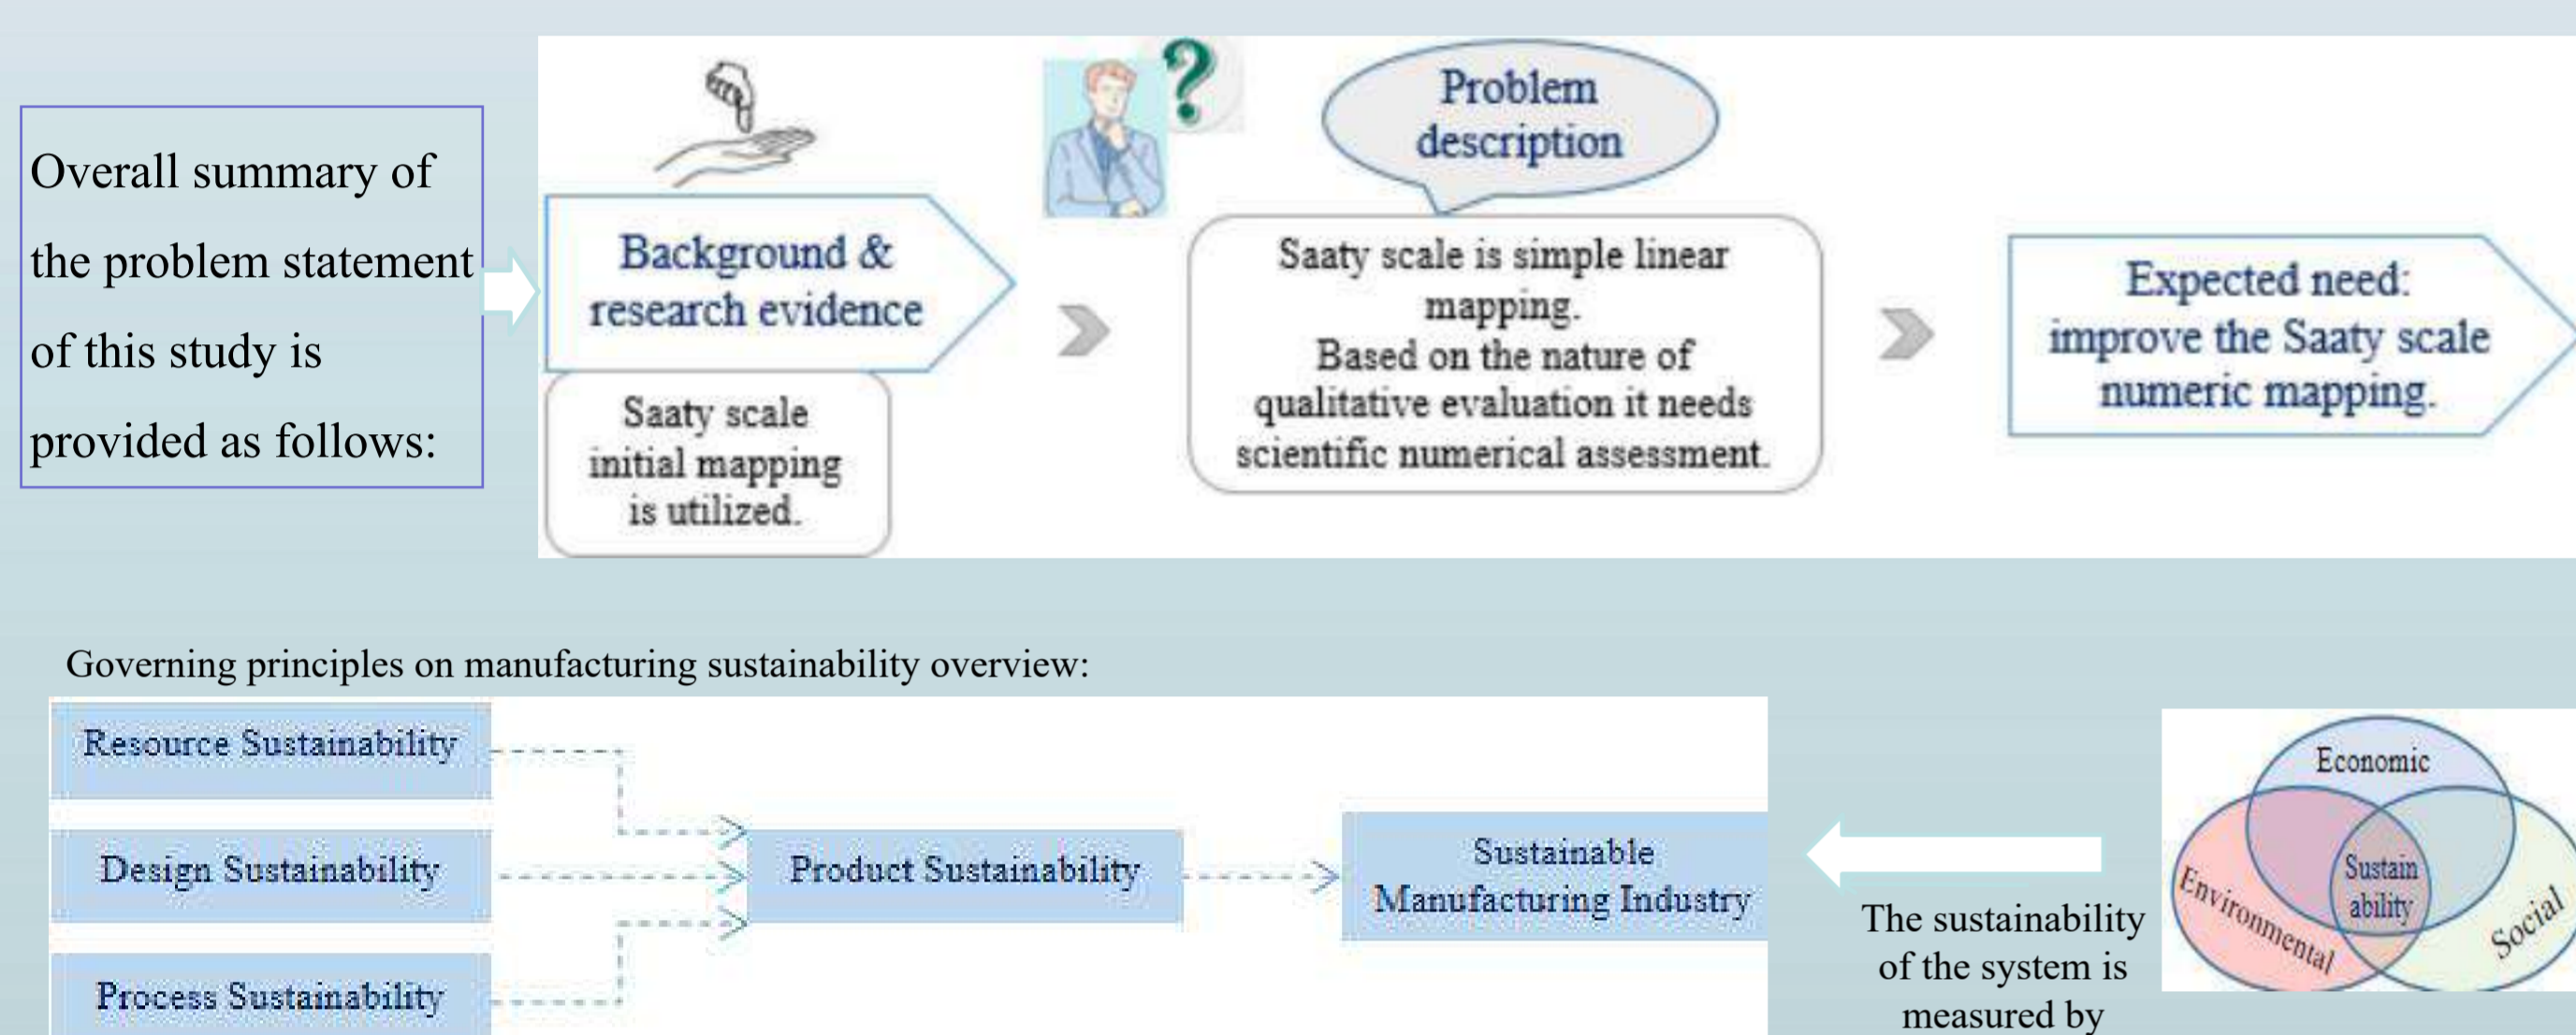 Overall summary of
the problem statement
of this study is
provided as follows:
Background &
research evidence
Saaty scale
initial mapping
is utilized.
?
Problem
description
Saaty scale is simple linear
mapping.
Based on the nature of
qualitative evaluation it needs
scientific numerical assessment.
Expected need:
improve the Saaty scale
numeric mapping.
Governing principles on manufacturing sustainability overview:
Resource Sustainability
Design Sustainability
Process Sustainability
Product Sustainability
Sustainable
Manufacturing Industry
The sustainability
of the system is
measured by
Economic
Environmental
Social
Sustain
ability